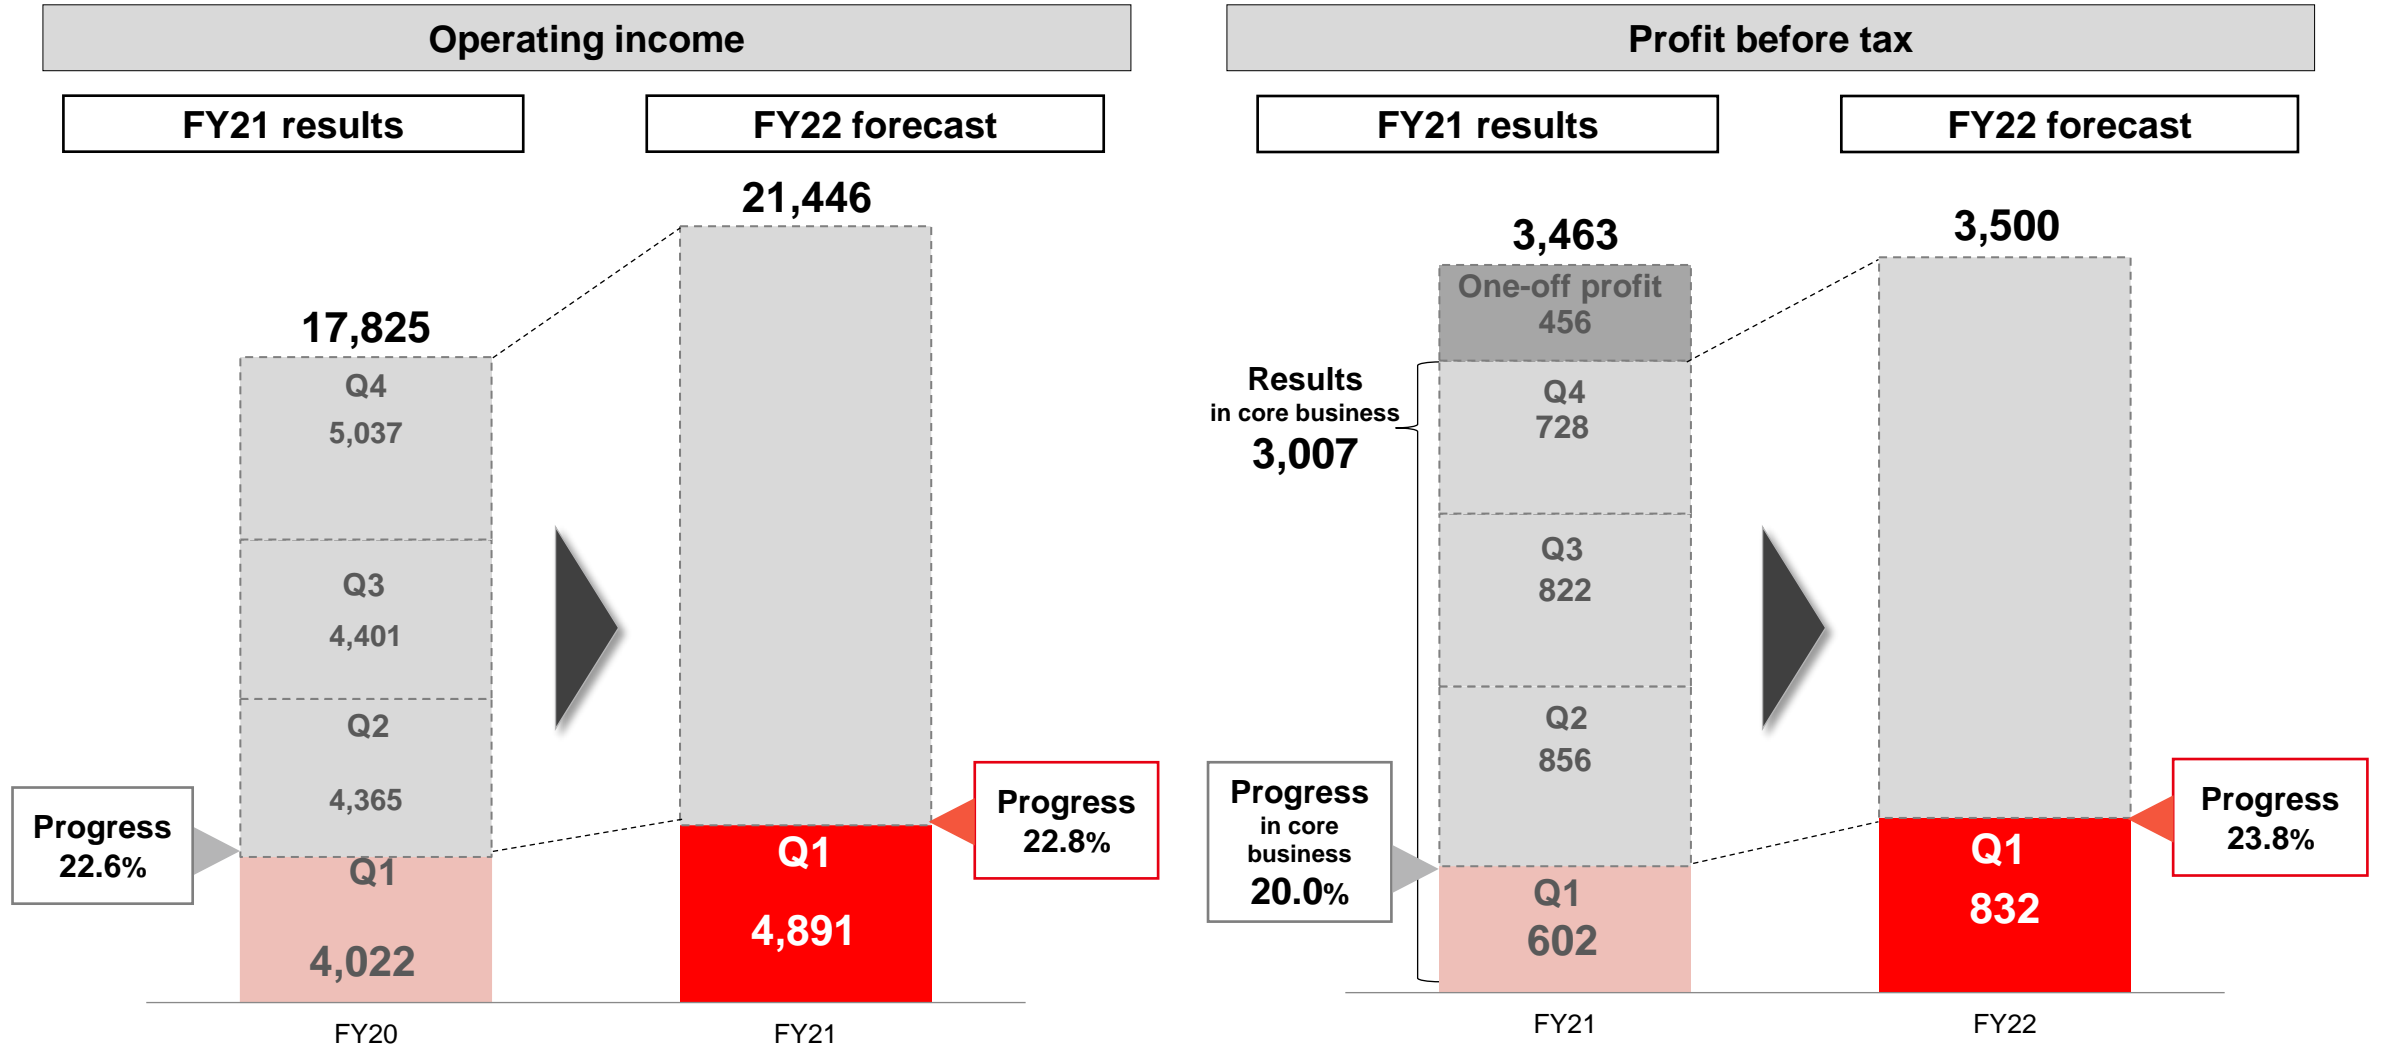 Operating income
FY21 results
FY22 forecast
21,446
17,825
Q4
5,037
Q3
4,401
Q2
4,365
Progress
22.6%
Q1
4,022
Progress
22.8%
Q1
4,891
FY20
FY21
Profit before tax
FY21 results
FY22 forecast
3,463
3,500
One-off profit
456
Results
in core business
3,007
Q4
728
Q3
822
Q2
856
Progress
in core
business
20.0%
Q1
602
Progress
23.8%
Q1
832
FY21
FY22